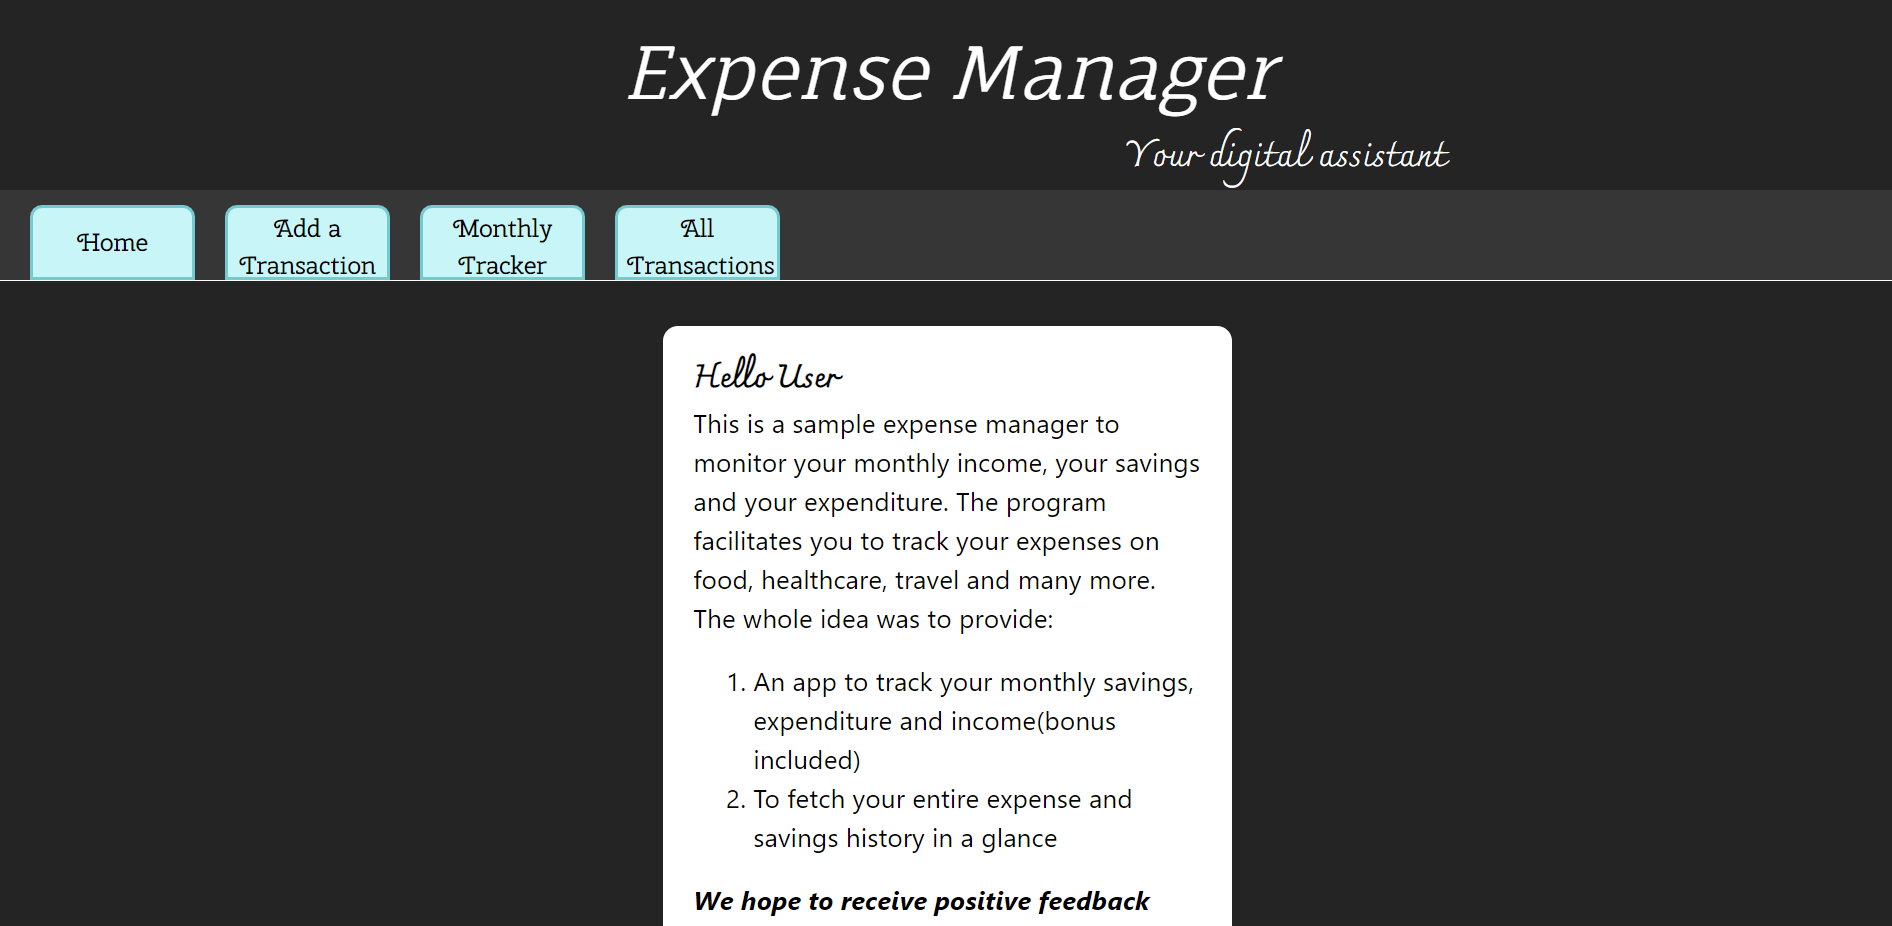 Expense Manager
Your digital assistant
Home
Add a
Transaction
Monthly
Tracker
All
Transactions
Hello User
This is a sample expense manager to
monitor your monthly income, your savings
and your expenditure. The program
facilitates you to track your expenses on
food, healthcare, travel and many more.
The whole idea was to provide:
1. An app to track your monthly savings,
expenditure and income(bonus
included)
2. To fetch your entire expense and
savings history in a glance
We hope to receive positive feedback